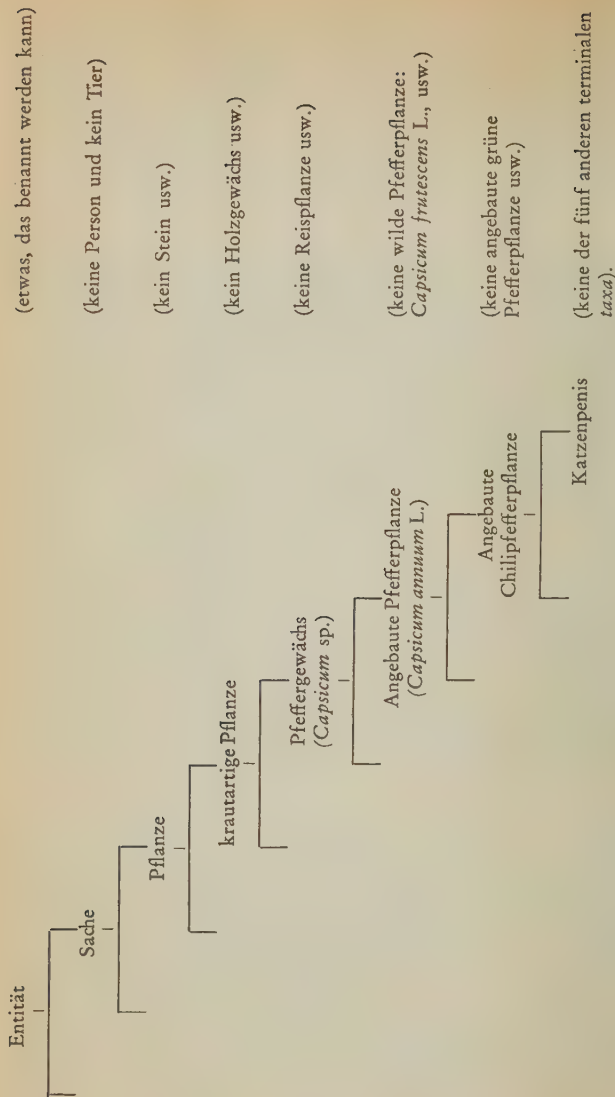 Entität
(etwas, das benannt werden kann)
Sache
(keine Person und kein Tier)
Pflanze
(kein Stein usw.)
krautartige Pflanze
(kein Holzgewächs usw.)
Pfeffergewächs
(Capsicum sp.)
(keine Reispflanze usw.)
Angebaute Pfefferpflanze
(Capsicum annuum L.)
(keine wilde Pfefferpflanze:
Capsicum frutescens L., usw.)
Angebaute
Chilipfefferpflanze
(keine angebaute grüne
Pfefferpflanze usw.)
Katzenpenis
(keine der fünf anderen terminalen
taxa).